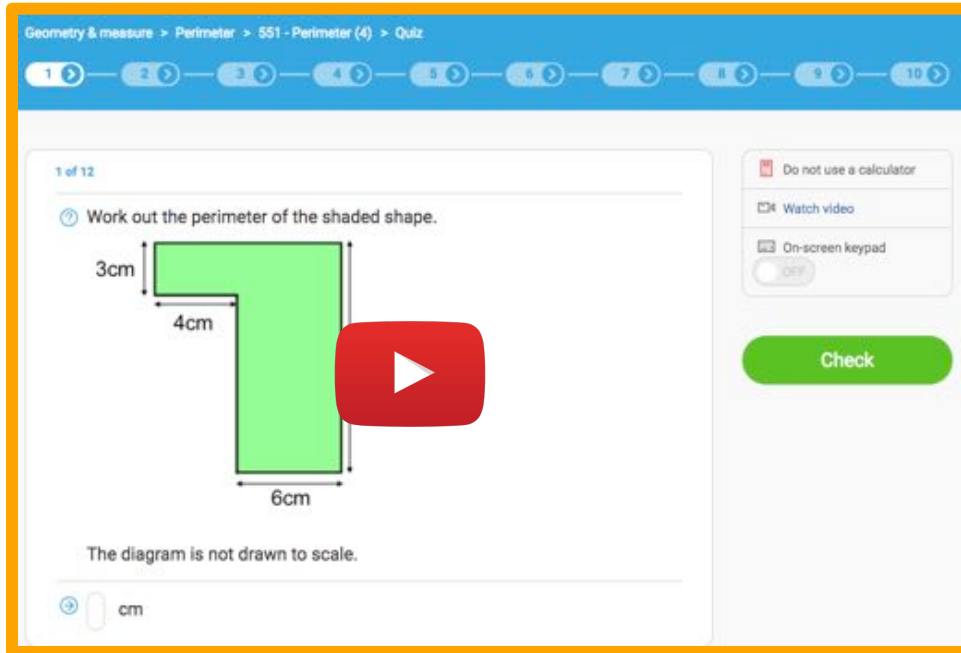 Geometry & measure > Perimeter > 551 - Perimeter (4) > Quiz
1 2 3 4 5 6 7 8 9 10
1 of 12
Do not use a calculator
Watch video
On-screen keypad
OFF
Work out the perimeter of the shaded shape.
3cm
4cm
6cm
Check
The diagram is not drawn to scale.
cm